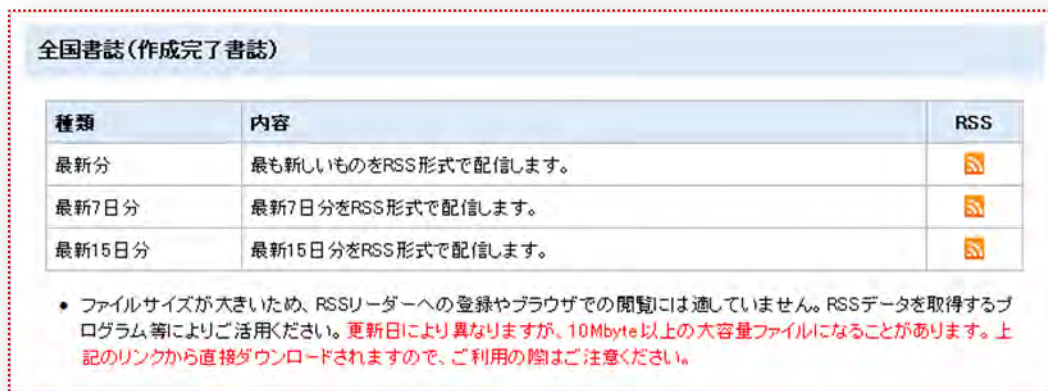 全国書誌(作成完了書誌)
種類 内容 RSS
最新分 最も新しいものをRSS形式で配信します。
最新7日分 最新7日分をRSS形式で配信します。
最新15日分 最新15日分をRSS形式で配信します。
• ファイルサイズが大きいため、RSSリーダーへの登録やブラウザでの閲覧には適していません。RSSデータを取得するプ
ログラム等によりご活用ください。更新日により異なりますが、10Mbyte以上の大容量ファイルになることがあります。上
記のリンクから直接ダウンロードされますので、ご利用の際はご注意ください。